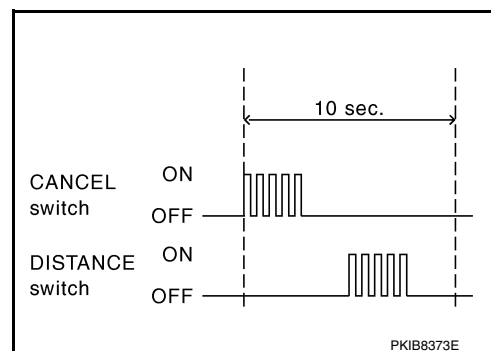 10 sec.
CANCEL
switch
ON
OFF
DISTANCE
switch
ON
OFF
PKIB8373E